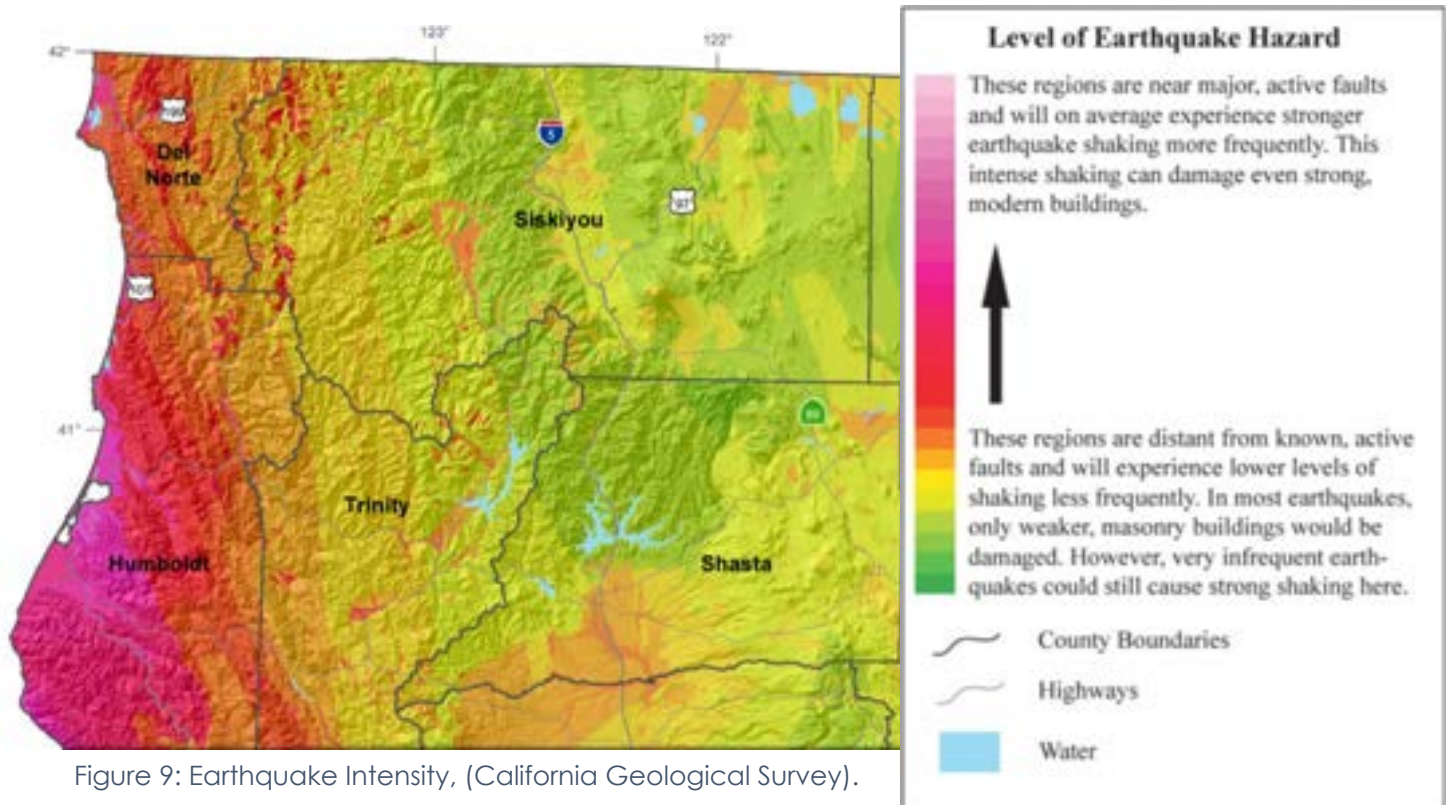 123°
122°
42°
5
Del
Norte
Siskiyou
97
101
41°
Trinity
Humboldt
Shasta
Figure 9: Earthquake Intensity, (California Geological Survey).
Level of Earthquake Hazard
These regions are near major, active faults
and will on average experience stronger
earthquake shaking more frequently. This
intense shaking can damage even strong,
modern buildings.
These regions are distant from known, active
faults and will experience lower levels of
shaking less frequently. In most earthquakes,
only weaker, masonry buildings would be
damaged. However, very infrequent earth-
quakes could still cause strong shaking here.
County Boundaries
Highways
Water